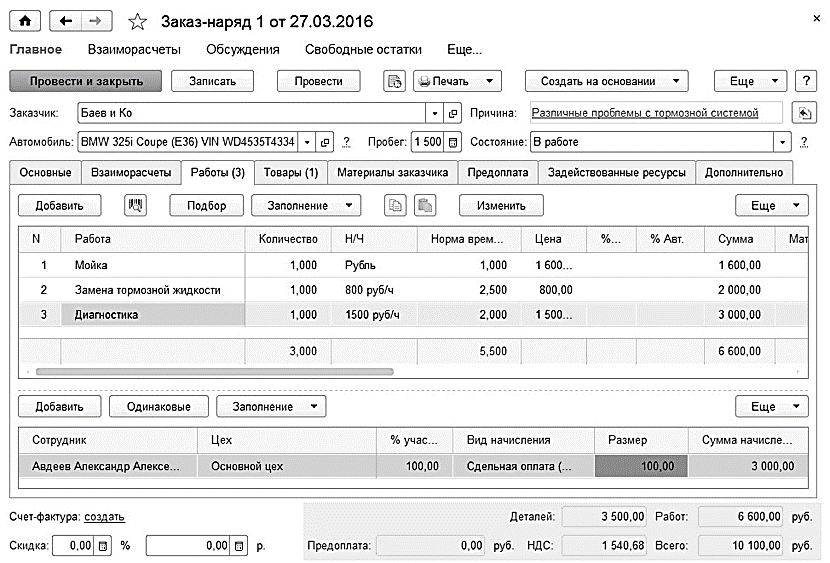 Заказ-наряд 1 от 27.03.2016
Главное Взаиморасчеты Обсуждения Свободные остатки Еще...
Провести и закрыть Записать Провести Печать Создать на основании Еще ?
Заказчик: Баев и Ко Причина: Различные проблемы с тормозной системой
Автомобиль: BMW 325i Coupe (E36) VIN WD4535T4334 ? Пробег: 1 500 Состояние: В работе ?
Основные Взаиморасчеты Работы (3) Товары (1) Материалы заказчика Предоплата Задействованные ресурсы Дополнительно
Добавить Подбор Заполнение Изменить Еще
N Работа Количество Н/Ч Норма врем... Цена %... % Авт. Сумма Мат
1 Мойка 1,000 Рубль 1,000 1 600... 1 600,00
2 Замена тормозной жидкости 1,000 800 руб/ч 2,500 800,00 2 000,00
3 Диагностика 1,000 1500 руб/ч 2,000 1 500... 3 000,00
3,000 5,500 6 600,00
Добавить Одинаковые Заполнение Еще
Сотрудник Цех % учас... Вид начисления Размер Сумма начисле...
Авдеев Александр Алексе... Основной цех 100,00 Сдельная оплата (... 100,00 3 000,00
Счет-фактура: создать Деталей: 3 500,00 Работ: 6 600,00 руб.
Скидка: 0,00 % 0,00 р. Предоплата: 0,00 руб. НДС: 1 540,68 Всего: 10 100,00 руб.